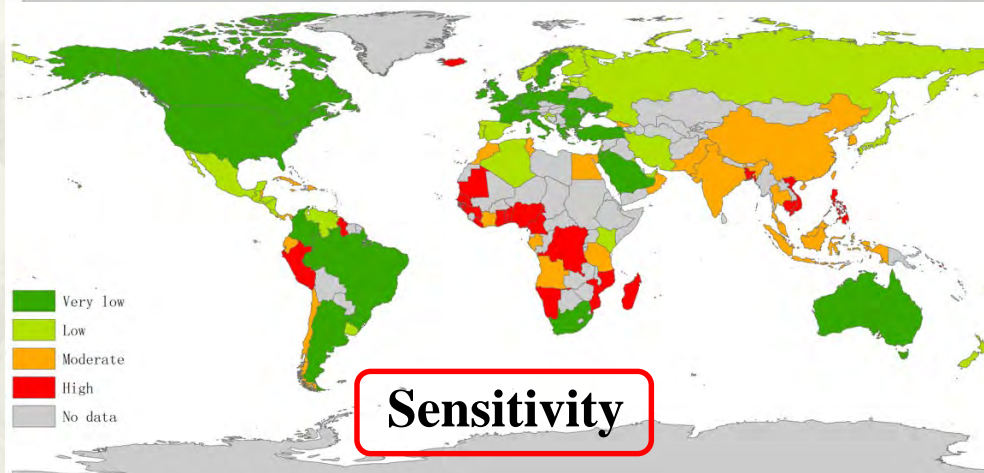 Very low
Low
Moderate
High
No data
Sensitivity